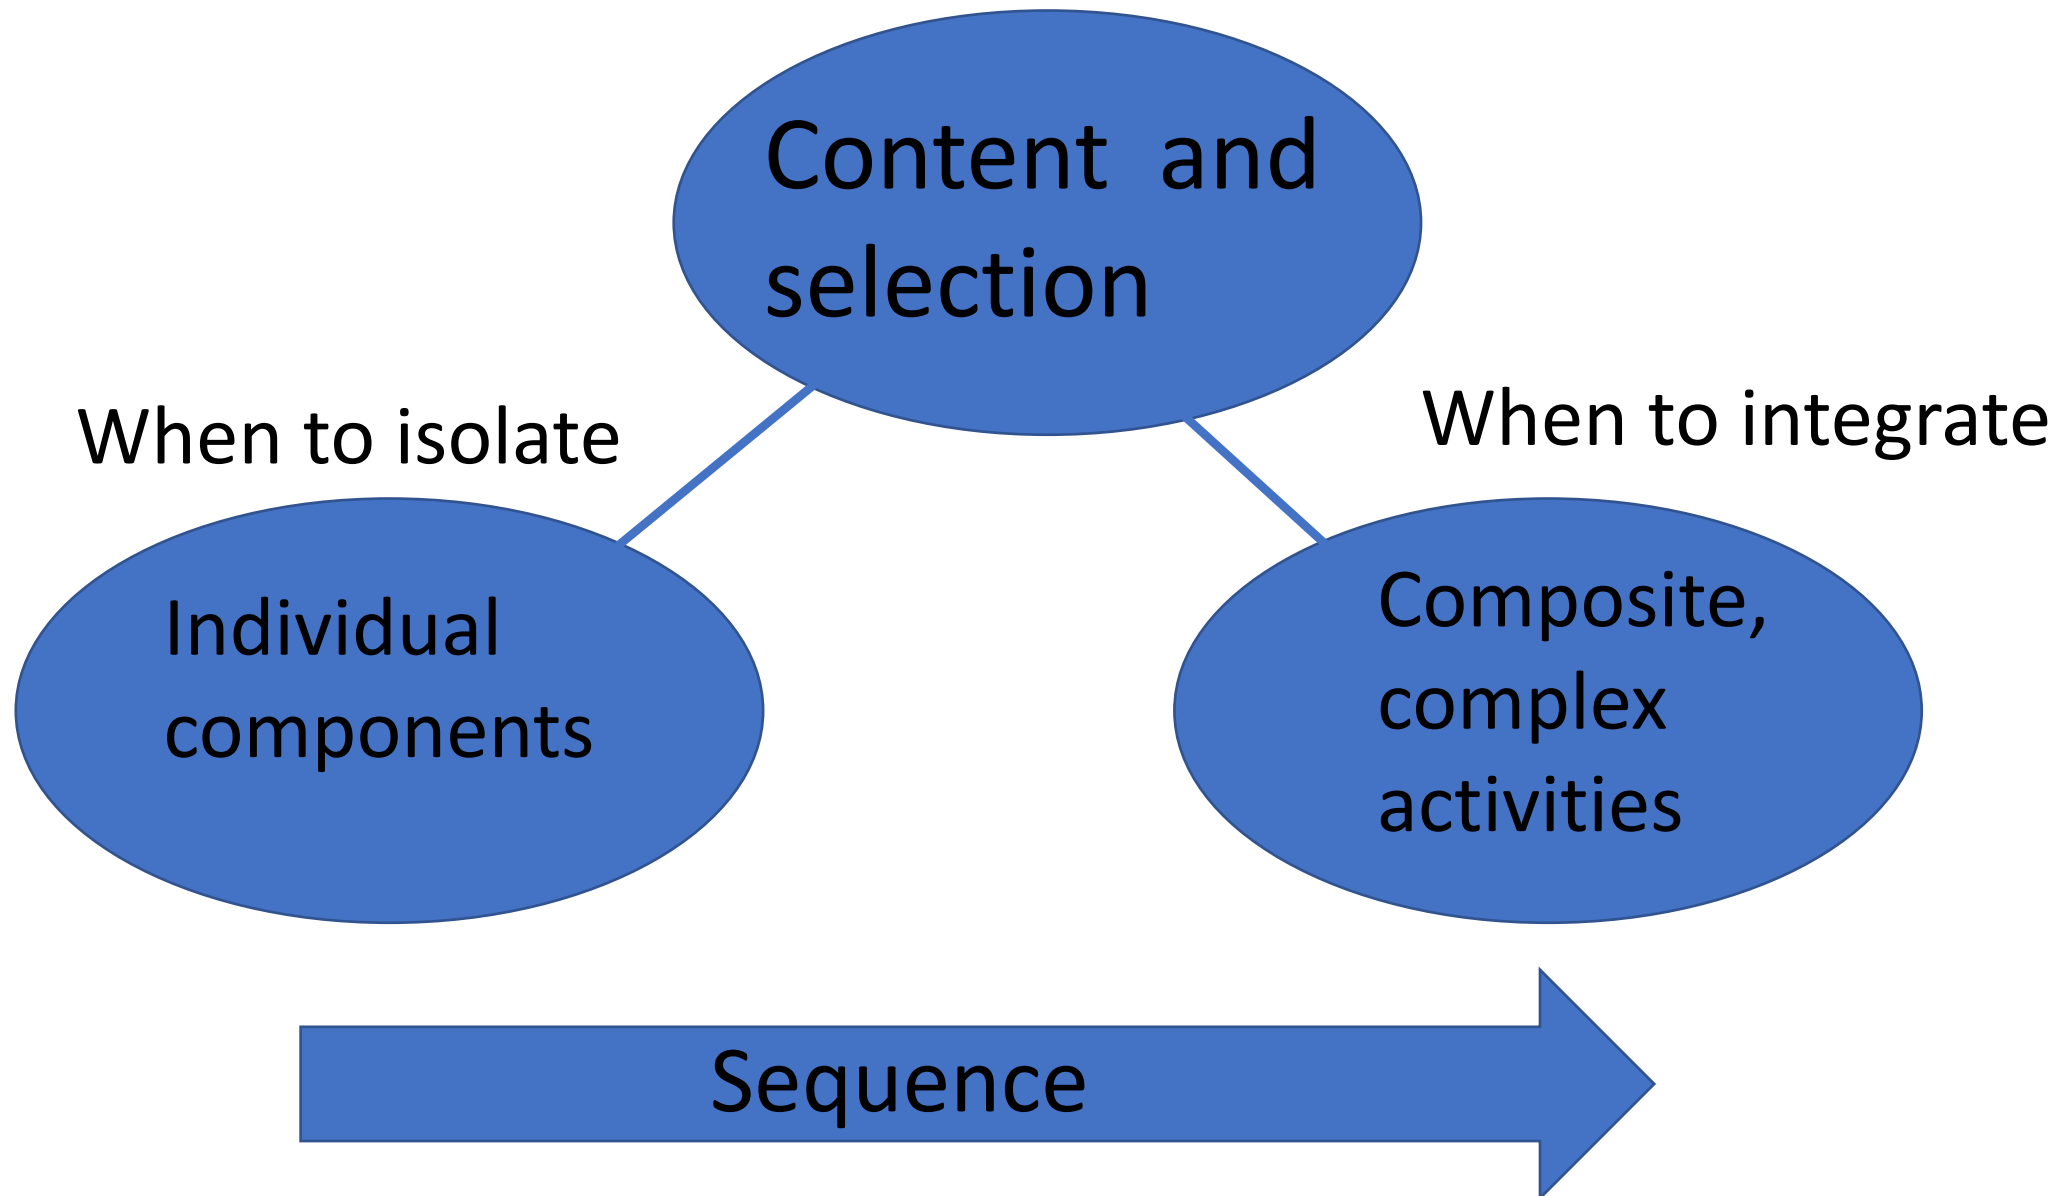 Content and
selection
When to isolate
When to integrate
Individual
components
Composite,
complex
activities
Sequence